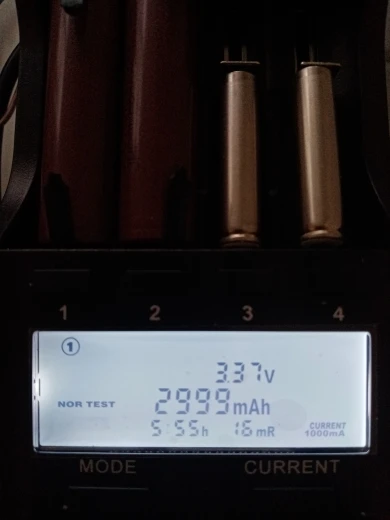 1 2 3 4
①
3.37V
NOR TEST 2999mAh
5:55h 16mR CURRENT 1000mA
MODE CURRENT